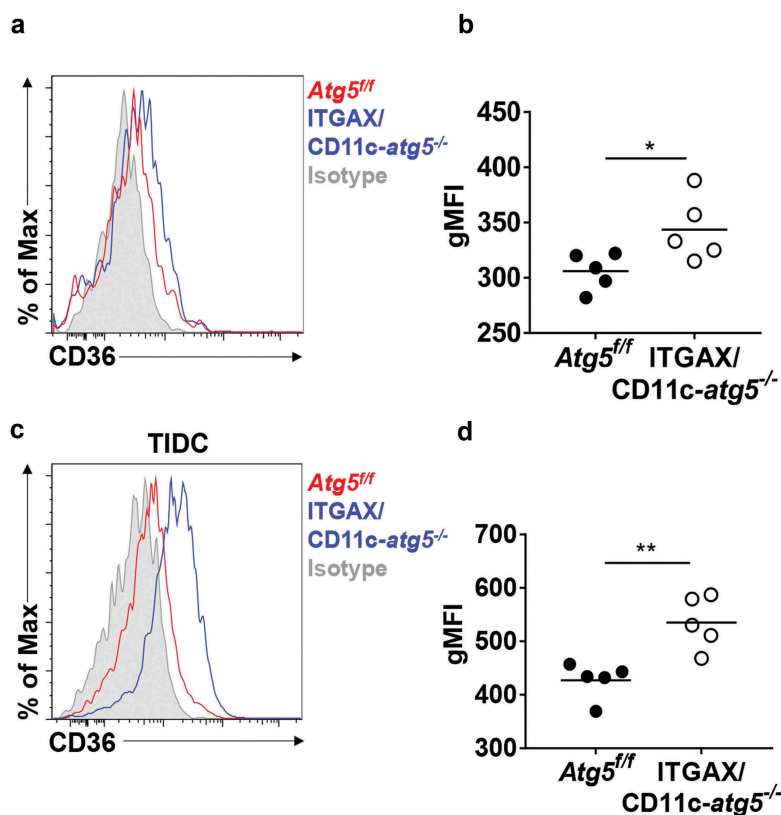 a
% of Max
CD36
Atg5f/f
ITGAX/
CD11c-atg5-/-
Isotype
b
gMFI
450
400
350
300
250
*
Atg5f/f
ITGAX/
CD11c-atg5-/-
c
TIDC
% of Max
CD36
Atg5f/f
ITGAX/
CD11c-atg5-/-
Isotype
d
gMFI
700
600
500
400
300
**
Atg5f/f
ITGAX/
CD11c-atg5-/-